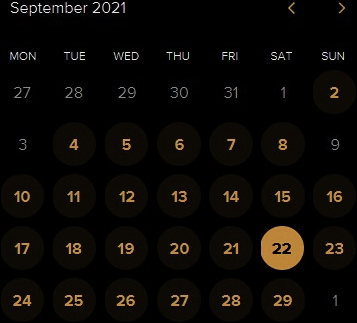 September 2021 < >
MON TUE WED THU FRI SAT SUN
27 28 29 30 31 1 2
3 4 5 6 7 8 9
10 11 12 13 14 15 16
17 18 19 20 21 22 23
24 25 26 27 28 29 1